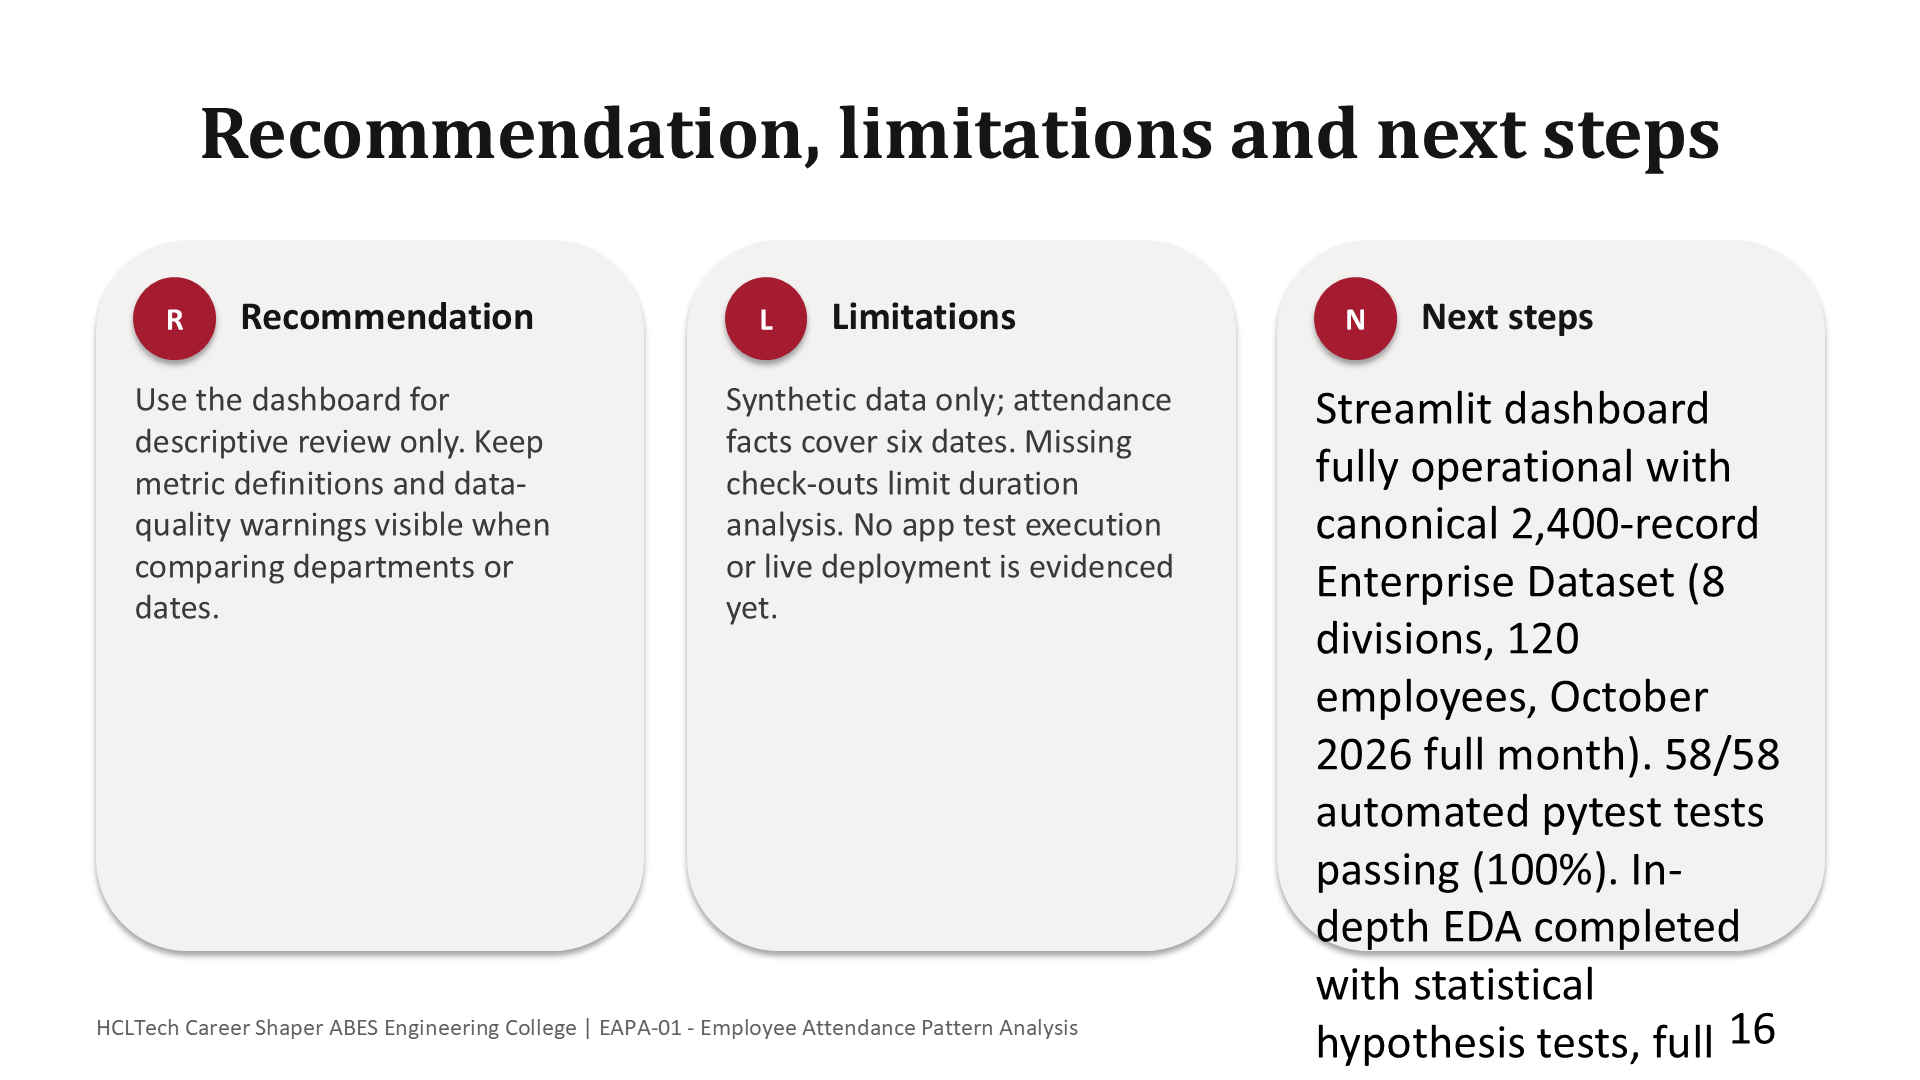 Recommendation, limitations and next steps
R
Recommendation
Use the dashboard for
descriptive review only. Keep
metric definitions and data-
quality warnings visible when
comparing departments or
dates.
L
Limitations
Synthetic data only; attendance
facts cover six dates. Missing
check-outs limit duration
analysis. No app test execution
or live deployment is evidenced
yet.
N
Next steps
Streamlit dashboard
fully operational with
canonical 2,400-record
Enterprise Dataset (8
divisions, 120
employees, October
2026 full month). 58/58
automated pytest tests
passing (100%). In-
depth EDA completed
with statistical
hypothesis tests, full
HCLTech Career Shaper ABES Engineering College | EAPA-01 - Employee Attendance Pattern Analysis
16